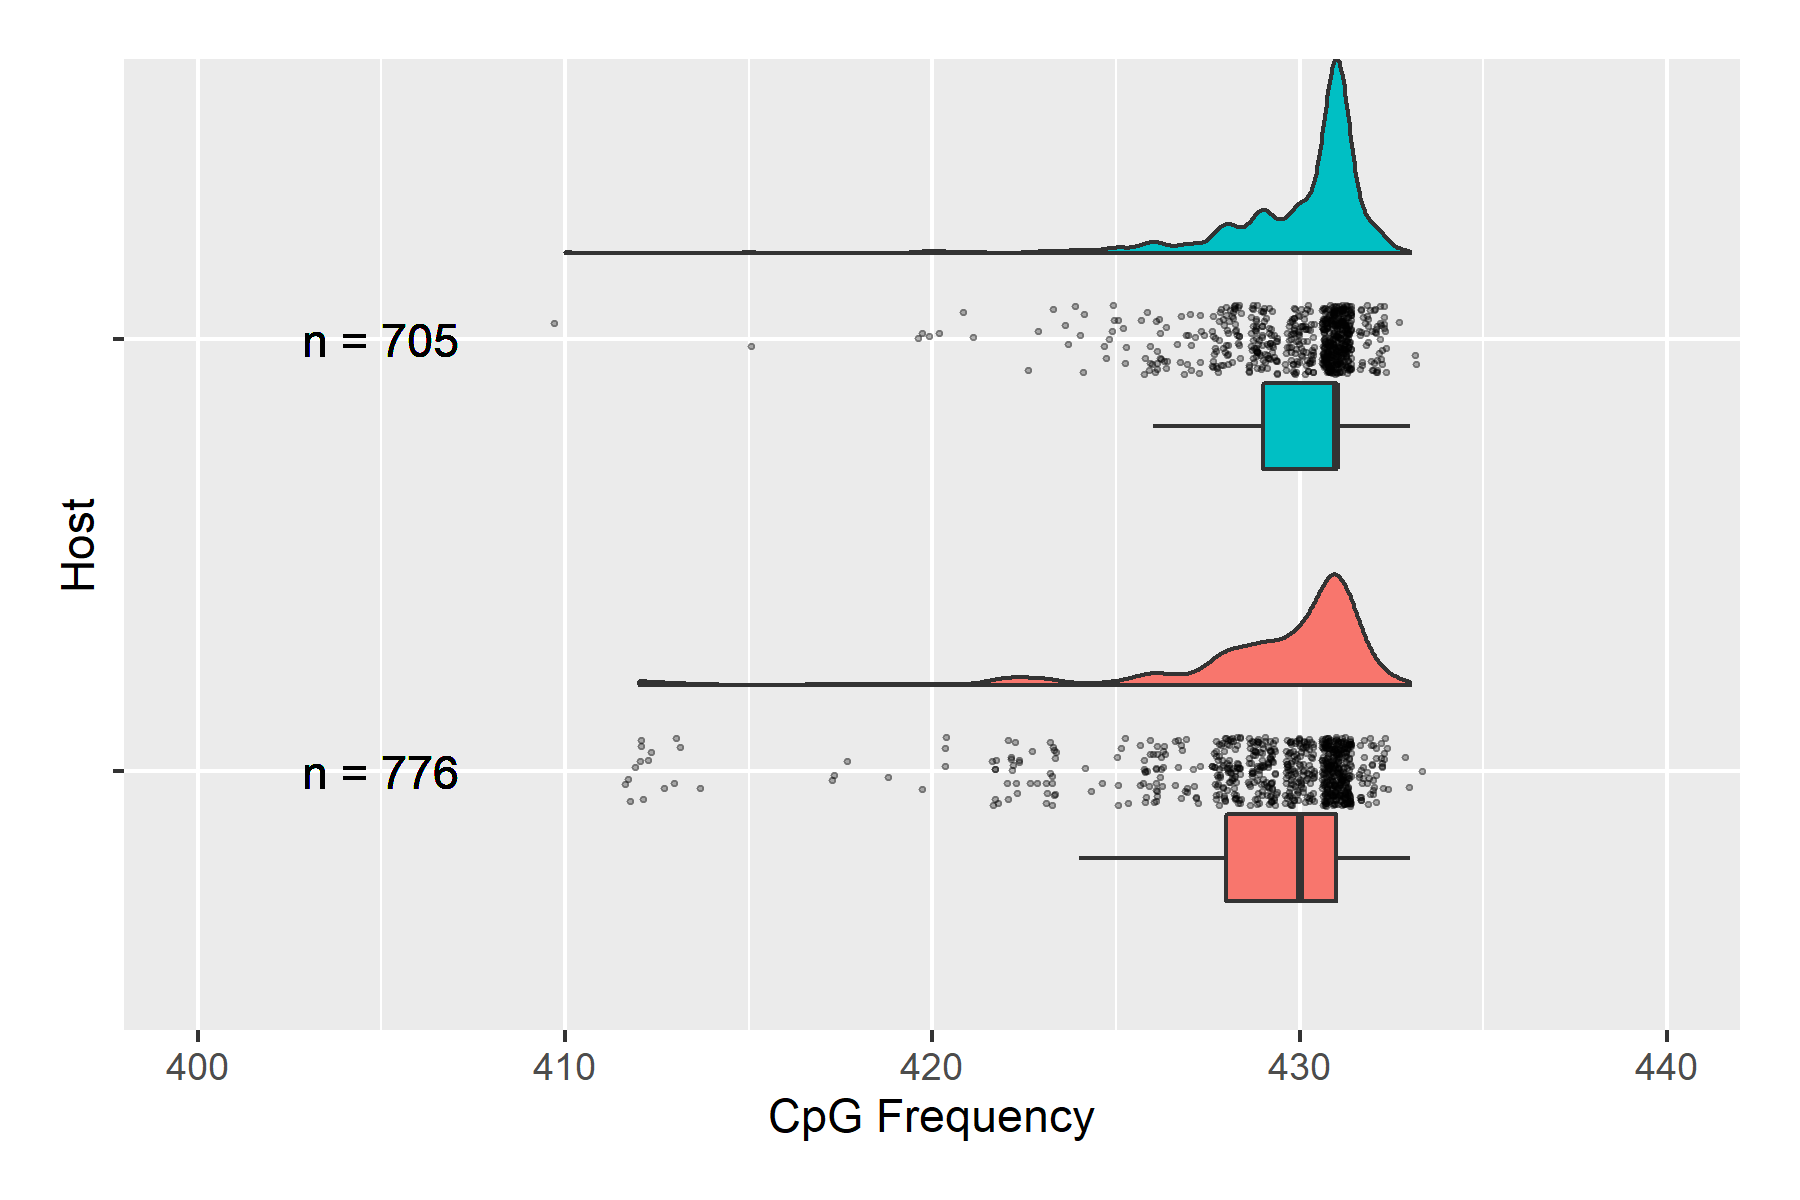 n = 705
Host
n = 776
400 410 420 430 440
CpG Frequency